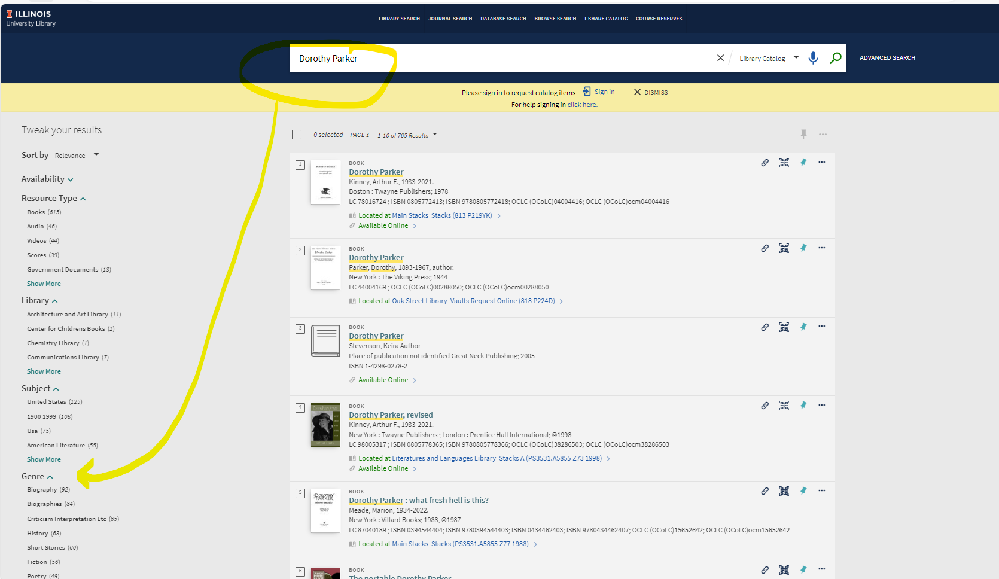 ILLINOIS
University Library
LIBRARY SEARCH JOURNAL SEARCH DATABASE SEARCH BROWSE SEARCH I-SHARE CATALOG COURSE RESERVES
Dorothy Parker
Library Catalog
ADVANCED SEARCH
Please sign in to request catalog items Sign in DISMISS
For help signing in click here.
Tweak your results
Sort by Relevance
Availability
Resource Type
Books (615)
Audio (46)
Videos (44)
Scores (39)
Government Documents (13)
Show More
Library
Architecture and Art Library (11)
Center for Childrens Books (1)
Chemistry Library (1)
Communications Library (7)
Show More
Subject
United States (125)
1900 1999 (108)
Usa (75)
American Literature (55)
Show More
Genre
Biography (92)
Biographies (84)
Criticism Interpretation Etc (65)
History (63)
Short Stories (60)
Fiction (56)
Poetry (49)
0 selected PAGE 1 1-10 of 765 Results
1
BOOK
Dorothy Parker
Kinney, Arthur F., 1933-2021.
Boston : Twayne Publishers; 1978
LC 78016724 ; ISBN 0805772413; ISBN 9780805772418; OCLC (OCoLC)04004416; OCLC (OCoLC)ocm04004416
Located at Main Stacks Stacks (813 P219YK)
Available Online
2
BOOK
Dorothy Parker
Parker, Dorothy, 1893-1967, author.
New York : The Viking Press; 1944
LC 44004169 ; OCLC (OCoLC)00288050; OCLC (OCoLC)ocm00288050
Located at Oak Street Library Vaults Request Online (818 P224D)
3
BOOK
Dorothy Parker
Stevenson, Keira Author
Place of publication not identified Great Neck Publishing; 2005
ISBN 1-4298-0278-2
Available Online
4
BOOK
Dorothy Parker, revised
Kinney, Arthur F., 1933-2021.
New York : Twayne Publishers ; London : Prentice Hall International; ©1998
LC 98005317 ; ISBN 0805778365; ISBN 9780805778366; OCLC (OCoLC)38286503; OCLC (OCoLC)ocm38286503
Located at Literatures and Languages Library Stacks A (PS3531.A5855 Z73 1998)
Available Online
5
BOOK
Dorothy Parker : what fresh hell is this?
Meade, Marion, 1934-2022.
New York : Villard Books; 1988, ©1987
LC 87040189 ; ISBN 0394544404; ISBN 9780394544403; ISBN 0434462403; ISBN 9780434462407; OCLC (OCoLC)15652642; OCLC (OCoLC)ocm15652642
Located at Main Stacks Stacks (PS3531.A5855 Z77 1988)
6
BOOK
The portable Dorothy Parker